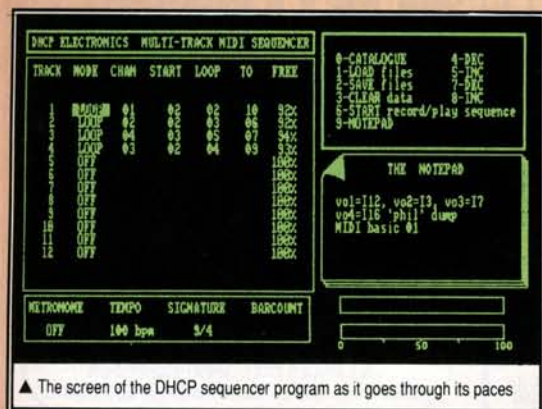 DHCP ELECTRONICS MULTI-TRACK MIDI SEQUENCER
TRACK MODE CHAN START LOOP TO FREE
1 01 02 02 10 92%
2 LOOP 02 02 03 06 92%
3 LOOP 04 03 05 07 94%
4 LOOP 03 02 04 09 93%
5 OFF 100%
6 OFF 100%
7 OFF 100%
8 OFF 100%
9 OFF 100%
10 OFF 100%
11 OFF 100%
12 OFF 100%
METRONOME TEMPO SIGNATURE BARCOUNT
OFF 100 bpm
0-CATALOGUE 4-DEC
1-LOAD files 5-INC
2-SAVE files 7-DEC
3-CLEAR data 8-INC
6-START record/play sequence
9-NOTEPAD
THE NOTEPAD
vo1=I12, vo2=I3, vo3=I7
vo4=I16 'phil' dump
MIDI basic 01
0 50 100
▲ The screen of the DHCP sequencer program as it goes through its paces